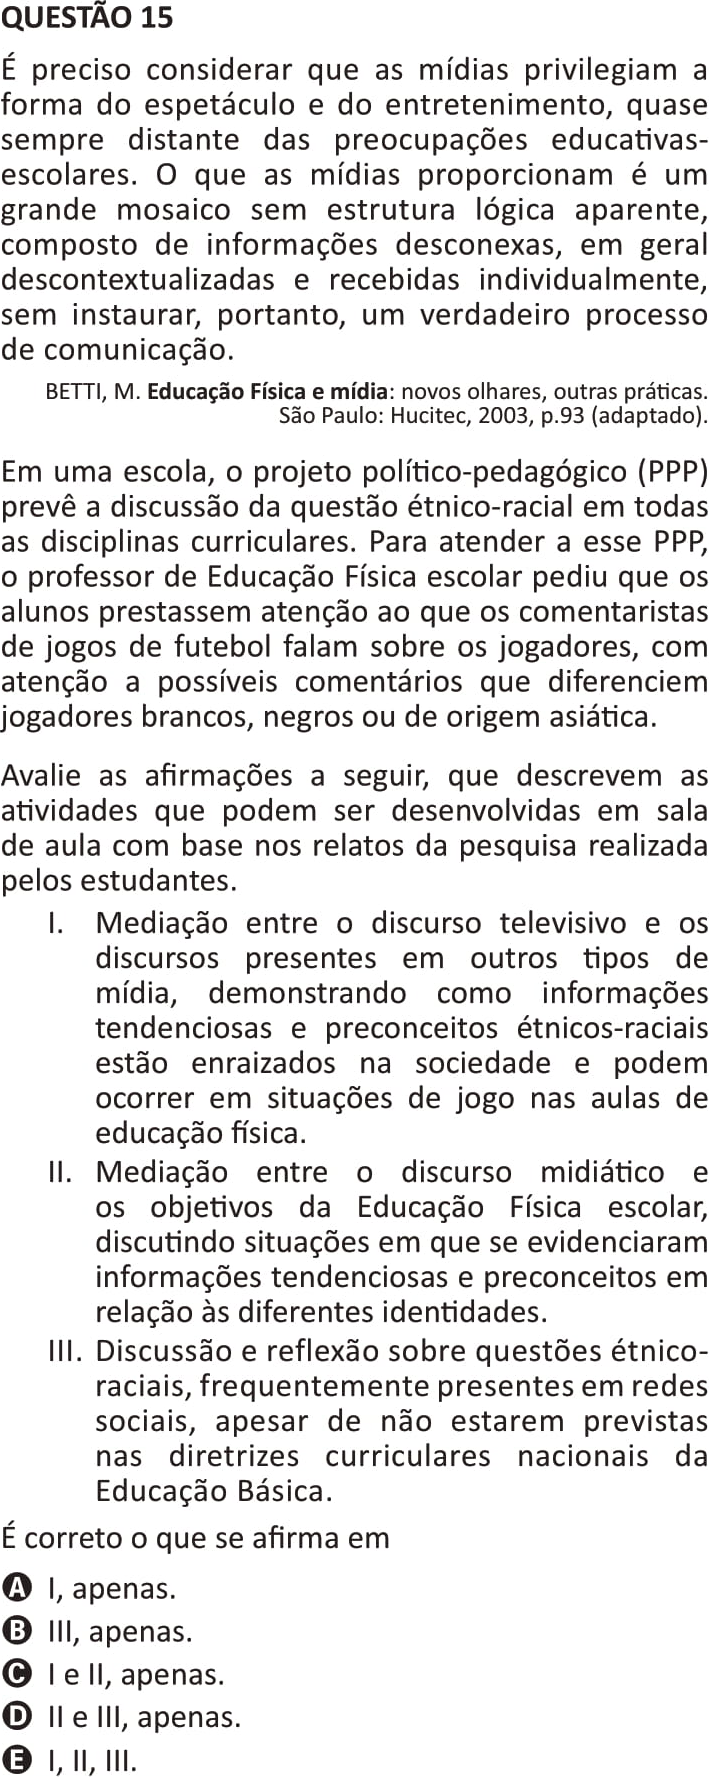 QUESTÃO 15
É preciso considerar que as mídias privilegiam a
forma do espetáculo e do entretenimento, quase
sempre distante das preocupações educativas-
escolares. O que as mídias proporcionam é um
grande mosaico sem estrutura lógica aparente,
composto de informações desconexas, em geral
descontextualizadas e recebidas individualmente,
sem instaurar, portanto, um verdadeiro processo
de comunicação.
BETTI, M. Educação Física e mídia: novos olhares, outras práticas.
São Paulo: Hucitec, 2003, p.93 (adaptado).
Em uma escola, o projeto político-pedagógico (PPP)
prevê a discussão da questão étnico-racial em todas
as disciplinas curriculares. Para atender a esse PPP,
o professor de Educação Física escolar pediu que os
alunos prestassem atenção ao que os comentaristas
de jogos de futebol falam sobre os jogadores, com
atenção a possíveis comentários que diferenciem
jogadores brancos, negros ou de origem asiática.
Avalie as afirmações a seguir, que descrevem as
atividades que podem ser desenvolvidas em sala
de aula com base nos relatos da pesquisa realizada
pelos estudantes.
I. Mediação entre o discurso televisivo e os
discursos presentes em outros tipos de
mídia, demonstrando como informações
tendenciosas e preconceitos étnicos-raciais
estão enraizados na sociedade e podem
ocorrer em situações de jogo nas aulas de
educação física.
II. Mediação entre o discurso midiático e
os objetivos da Educação Física escolar,
discutindo situações em que se evidenciaram
informações tendenciosas e preconceitos em
relação às diferentes identidades.
III. Discussão e reflexão sobre questões étnico-
raciais, frequentemente presentes em redes
sociais, apesar de não estarem previstas
nas diretrizes curriculares nacionais da
Educação Básica.
É correto o que se afirma em
A I, apenas.
B III, apenas.
C I e II, apenas.
D II e III, apenas.
E I, II, III.